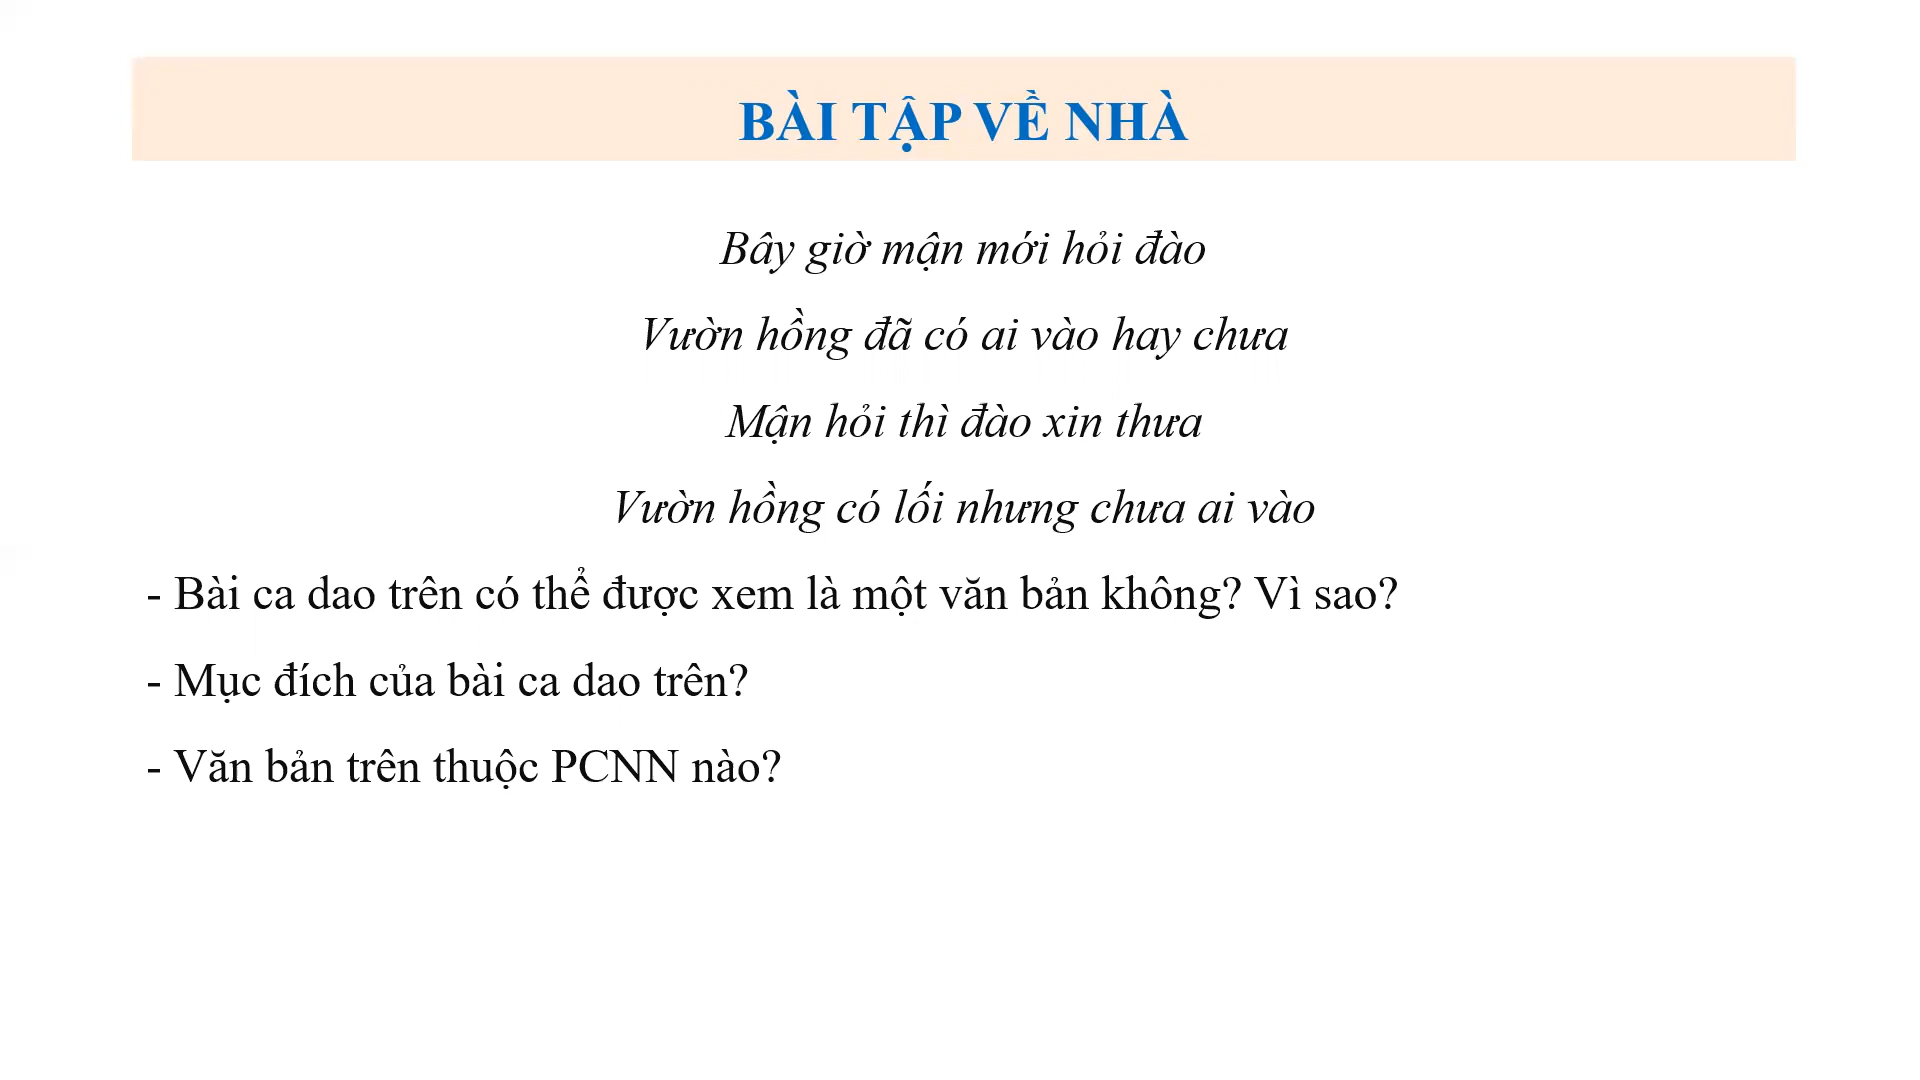 BÀI TẬP VỀ NHÀ
Bây giờ mận mới hỏi đào
Vườn hồng đã có ai vào hay chưa
Mận hỏi thì đào xin thưa
Vườn hồng có lối nhưng chưa ai vào
- Bài ca dao trên có thể được xem là một văn bản không? Vì sao?
- Mục đích của bài ca dao trên?
- Văn bản trên thuộc PCNN nào?